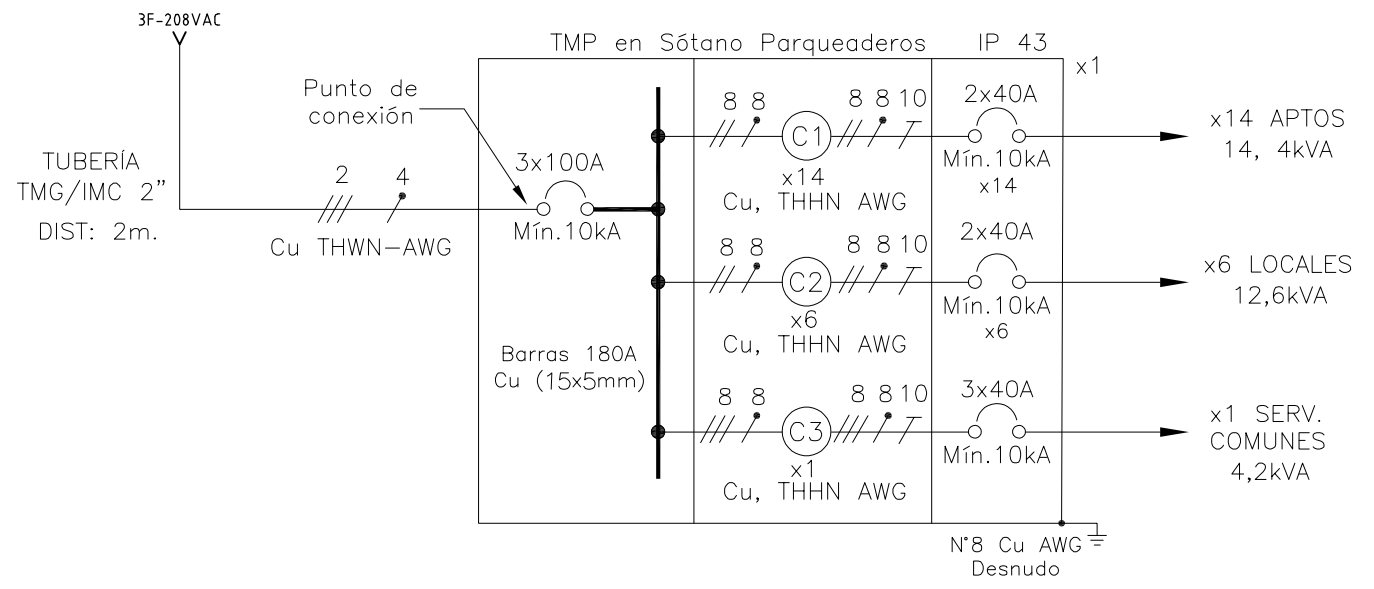 3F-208VAC
TMP en Sótano Parqueaderos IP 43
x1
Punto de
conexión
TUBERÍA
TMG/IMC 2"
DIST: 2m.
2 4
Cu THWN-AWG
3x100A
Mín.10kA
Barras 180A
Cu (15x5mm)
8 8 C1 8 8 10
x14
Cu, THHN AWG
2x40A
Mín.10kA
x14
x14 APTOS
14, 4kVA
8 8 C2 8 8 10
x6
Cu, THHN AWG
2x40A
Mín.10kA
x6
x6 LOCALES
12,6kVA
8 8 C3 8 8 10
x1
Cu, THHN AWG
3x40A
Mín.10kA
x1 SERV.
COMUNES
4,2kVA
N°8 Cu AWG
Desnudo